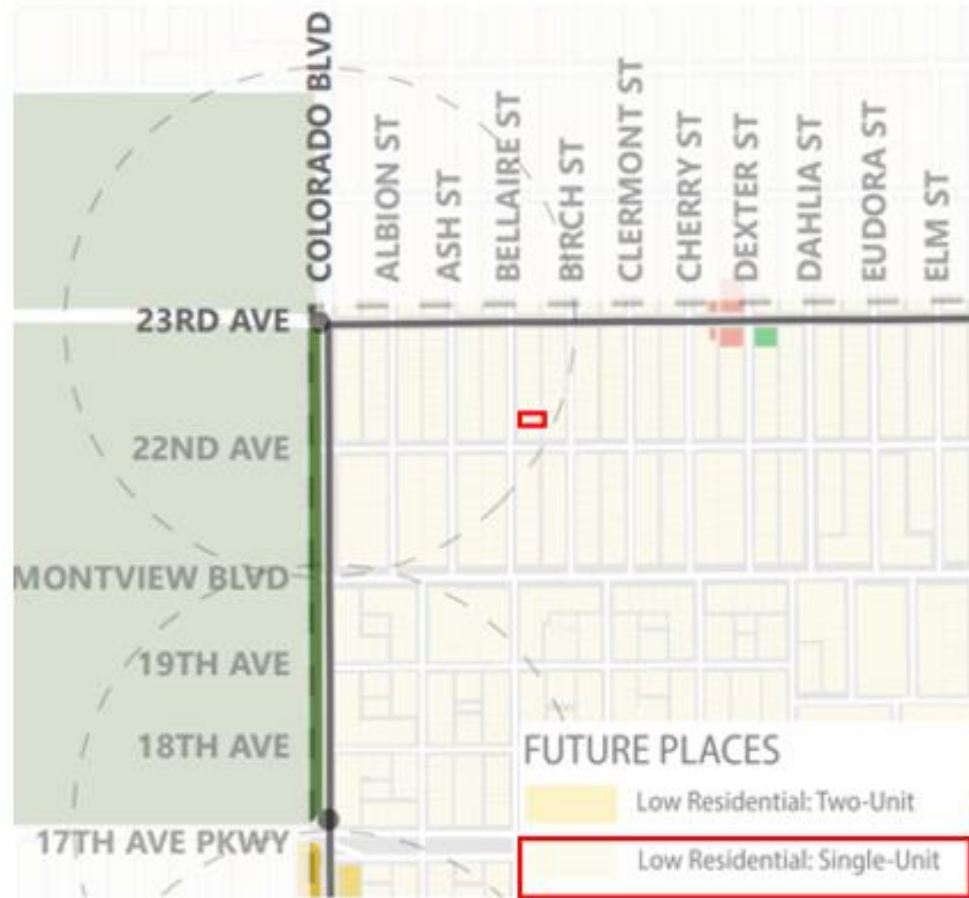 COLORADO BLVD
ALBION ST
ASH ST
BELLAIRE ST
BIRCH ST
CLERMONT ST
CHERRY ST
DEXTER ST
DAHLIA ST
EUDORA ST
ELM ST
23RD AVE
22ND AVE
MONTVIEW BLVD
19TH AVE
18TH AVE
17TH AVE PKWY
FUTURE PLACES
Low Residential: Two-Unit
Low Residential: Single-Unit